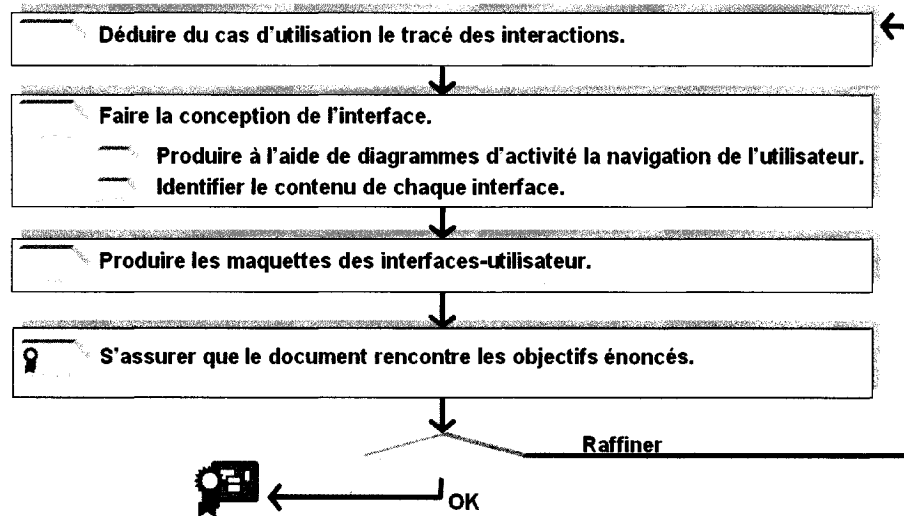 Déduire du cas d'utilisation le tracé des interactions.
Faire la conception de l'interface.
Produire à l'aide de diagrammes d'activité la navigation de l'utilisateur.
Identifier le contenu de chaque interface.
Produire les maquettes des interfaces-utilisateur.
S'assurer que le document rencontre les objectifs énoncés.
Raffiner
OK